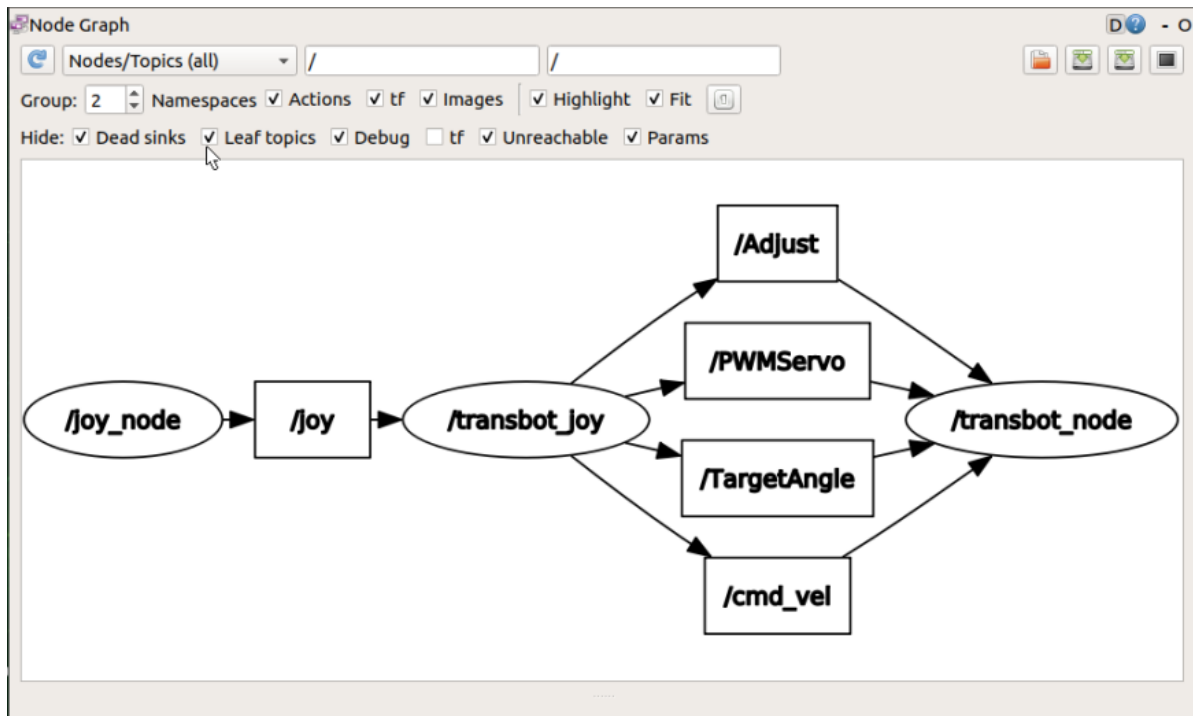 Node Graph D ? - O
Nodes/Topics (all) / /
Group: 2 Namespaces Actions tf Images Highlight Fit
Hide: Dead sinks Leaf topics Debug tf Unreachable Params
/Adjust
/PWMServo
/joy_node /joy /transbot_joy /transbot_node
/TargetAngle
/cmd_vel